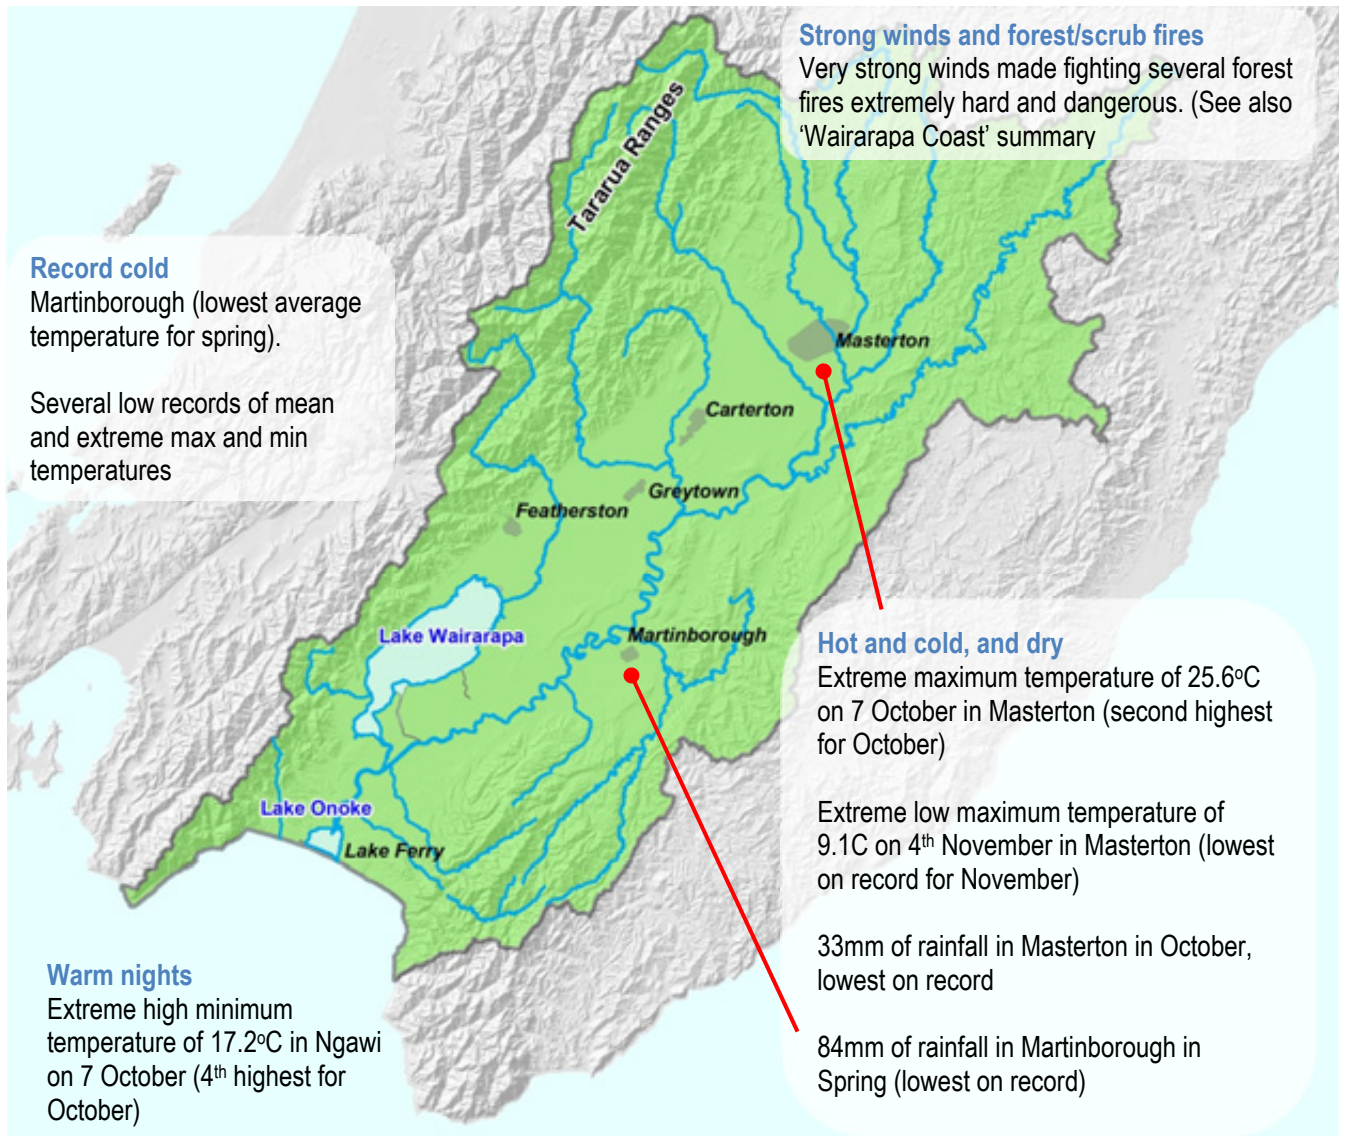 Strong winds and forest/scrub fires
Very strong winds made fighting several forest
fires extremely hard and dangerous. (See also
‘Wairarapa Coast’ summary
Tararua Ranges
Record cold
Martinborough (lowest average
temperature for spring).
Several low records of mean
and extreme max and min
temperatures
Masterton
Carterton
Greytown
Featherston
Lake Wairarapa
Martinborough
Lake Onoke
Lake Ferry
Hot and cold, and dry
Extreme maximum temperature of 25.6ºC
on 7 October in Masterton (second highest
for October)
Extreme low maximum temperature of
9.1C on 4th November in Masterton (lowest
on record for November)
33mm of rainfall in Masterton in October,
lowest on record
84mm of rainfall in Martinborough in
Spring (lowest on record)
Warm nights
Extreme high minimum
temperature of 17.2ºC in Ngawi
on 7 October (4th highest for
October)